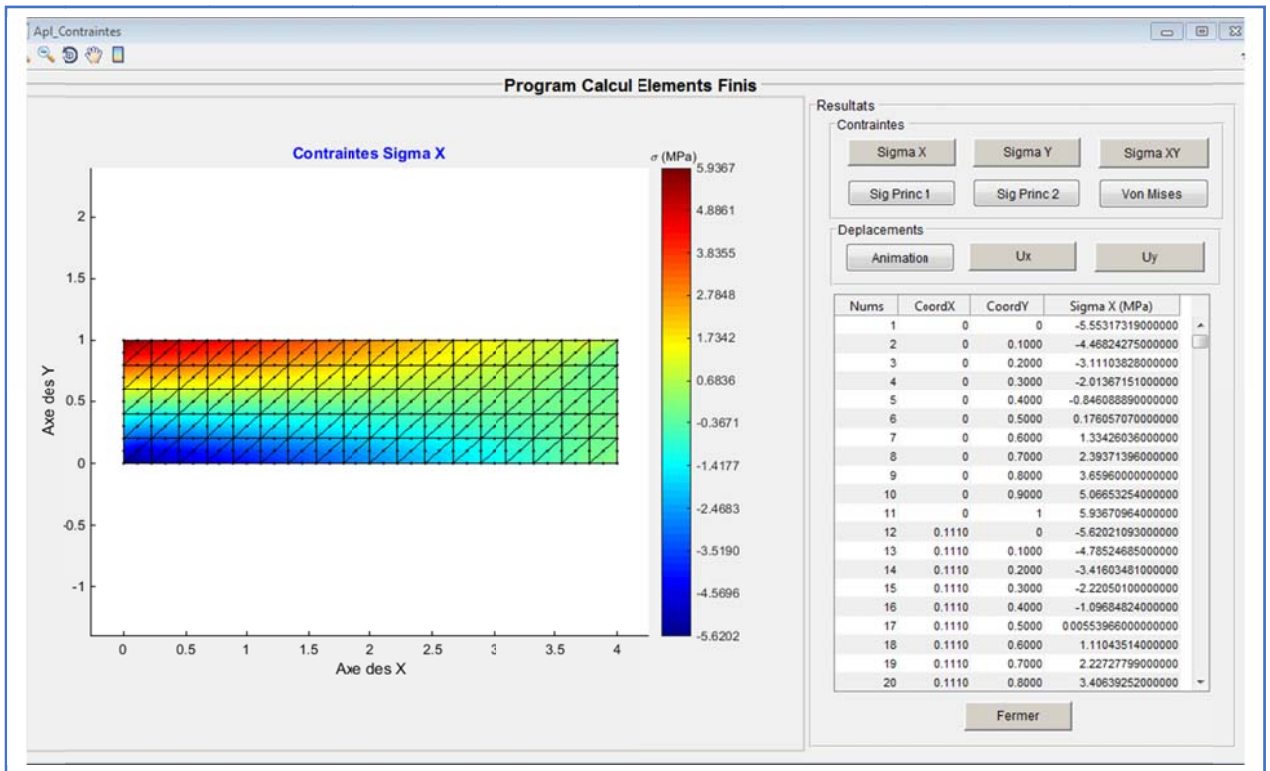 Apl_Contraintes
Program Calcul Elements Finis
Contraintes Sigma X
σ (MPa)
5.9367
4.8861
3.8355
2.7848
1.7342
0.6836
-0.3671
-1.4177
-2.4683
-3.5190
-4.5696
-5.6202
Axe des Y
2
1.5
1
0.5
0
-0.5
-1
0 0.5 1 1.5 2 2.5 3 3.5 4
Axe des X
Resultats
Contraintes
Sigma X Sigma Y Sigma XY
Sig Princ 1 Sig Princ 2 Von Mises
Deplacements
Animation Ux Uy
Nums CoordX CoordY Sigma X (MPa)
1 0 0 -5.55317319000000
2 0 0.1000 -4.46824275000000
3 0 0.2000 -3.11103828000000
4 0 0.3000 -2.01367151000000
5 0 0.4000 -0.846088890000000
6 0 0.5000 0.176057070000000
7 0 0.6000 1.33426036000000
8 0 0.7000 2.39371396000000
9 0 0.8000 3.65960000000000
10 0 0.9000 5.06653254000000
11 0 1 5.93670964000000
12 0.1110 0 -5.62021093000000
13 0.1110 0.1000 -4.78524685000000
14 0.1110 0.2000 -3.41603481000000
15 0.1110 0.3000 -2.22050100000000
16 0.1110 0.4000 -1.09684824000000
17 0.1110 0.5000 005539660000000000
18 0.1110 0.6000 1.11043514000000
19 0.1110 0.7000 2.22727799000000
20 0.1110 0.8000 3.40639252000000
Fermer